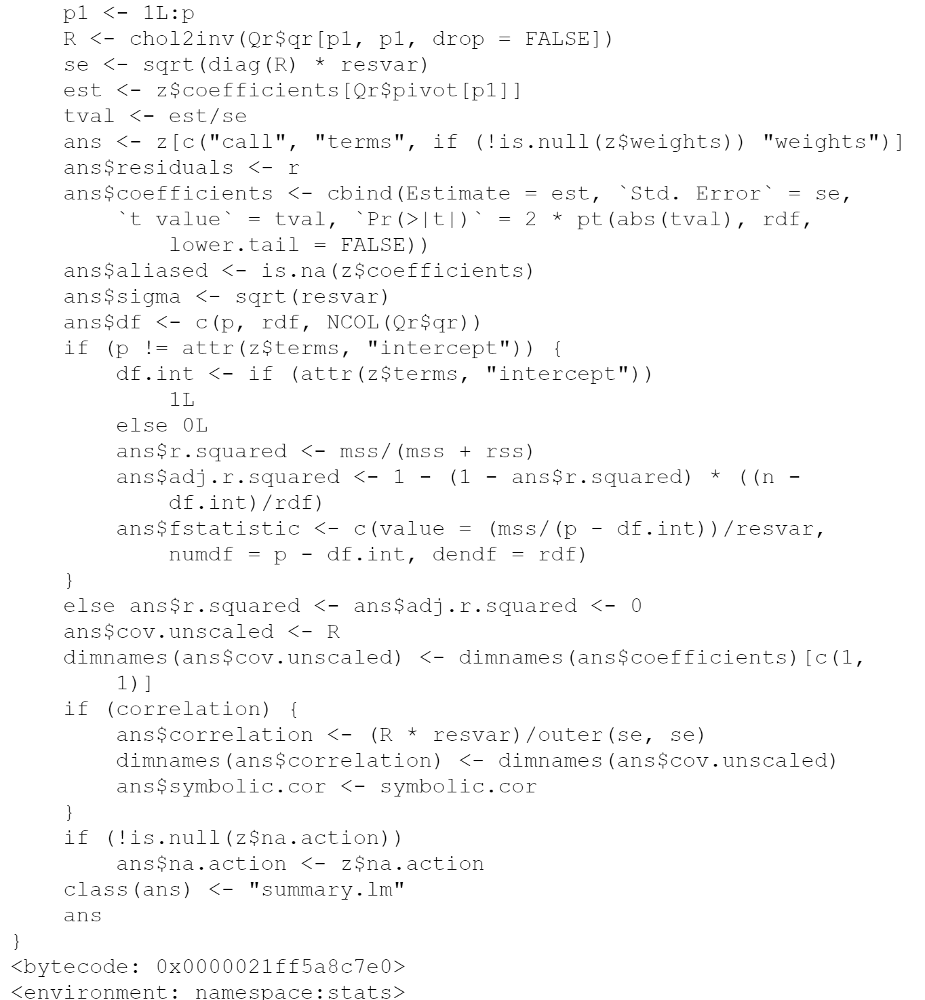 p1 <- 1L:p
    R <- chol2inv(Qr$qr[p1, p1, drop = FALSE])
    se <- sqrt(diag(R) * resvar)
    est <- z$coefficients[Qr$pivot[p1]]
    tval <- est/se
    ans <- z[c("call", "terms", if (!is.null(z$weights)) "weights")]
    ans$residuals <- r
    ans$coefficients <- cbind(Estimate = est, `Std. Error` = se,
        `t value` = tval, `Pr(>|t|)` = 2 * pt(abs(tval), rdf,
            lower.tail = FALSE))
    ans$aliased <- is.na(z$coefficients)
    ans$sigma <- sqrt(resvar)
    ans$df <- c(p, rdf, NCOL(Qr$qr))
    if (p != attr(z$terms, "intercept")) {
        df.int <- if (attr(z$terms, "intercept"))
            1L
        else 0L
        ans$r.squared <- mss/(mss + rss)
        ans$adj.r.squared <- 1 - (1 - ans$r.squared) * ((n -
            df.int)/rdf)
        ans$fstatistic <- c(value = (mss/(p - df.int))/resvar,
            numdf = p - df.int, dendf = rdf)
    }
    else ans$r.squared <- ans$adj.r.squared <- 0
    ans$cov.unscaled <- R
    dimnames(ans$cov.unscaled) <- dimnames(ans$coefficients)[c(1,
        1)]
    if (correlation) {
        ans$correlation <- (R * resvar)/outer(se, se)
        dimnames(ans$correlation) <- dimnames(ans$cov.unscaled)
        ans$symbolic.cor <- symbolic.cor
    }
    if (!is.null(z$na.action))
        ans$na.action <- z$na.action
    class(ans) <- "summary.lm"
    ans
}
<bytecode: 0x0000021ff5a8c7e0>
<environment: namespace:stats>